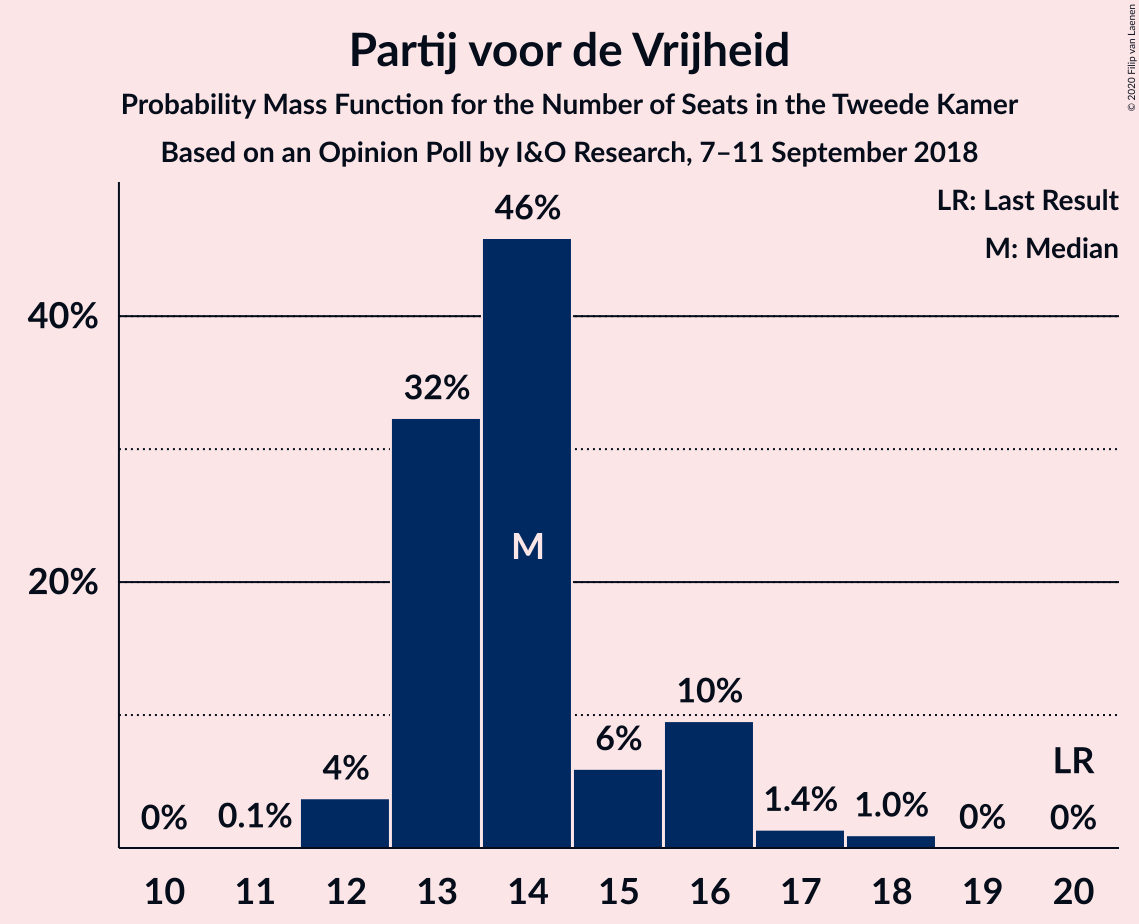 Partij voor de Vrijheid
Probability Mass Function for the Number of Seats in the Tweede Kamer
Based on an Opinion Poll by I&O Research, 7–11 September 2018
© 2020 Filip van Laenen
LR: Last Result
M: Median
46%
40%
32%
M
20%
10%
6%
LR
4%
1.4%
1.0%
0%
0.1%
0%
0%
10 11 12 13 14 15 16 17 18 19 20